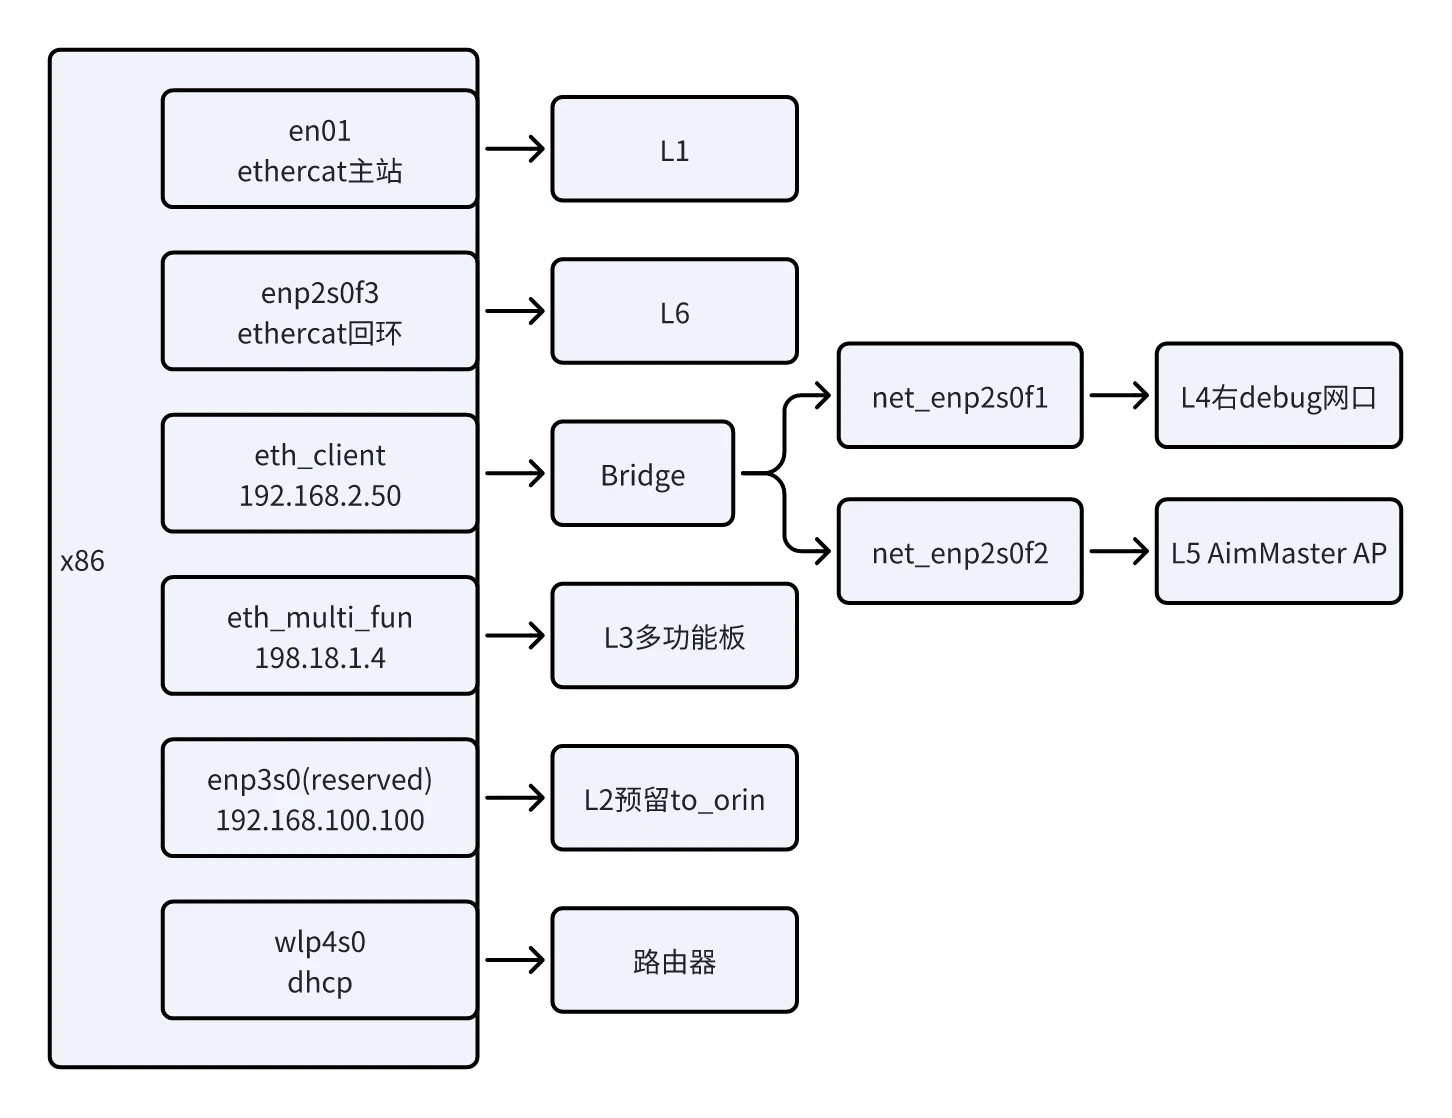 x86
en01
ethercat主站
L1
enp2s0f3
ethercat回环
L6
eth_client
192.168.2.50
Bridge
net_enp2s0f1
L4右debug网口
net_enp2s0f2
L5 AimMaster AP
eth_multi_fun
198.18.1.4
L3多功能板
enp3s0(reserved)
192.168.100.100
L2预留to_orin
wlp4s0
dhcp
路由器